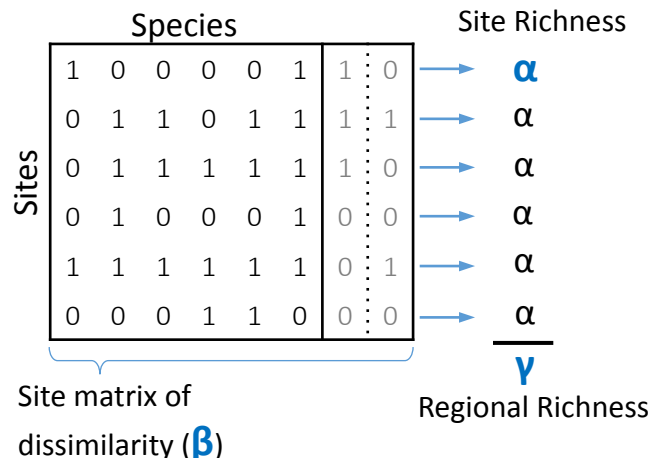 Species
Site Richness
Sites
1 0 0 0 0 1 1 0 α
0 1 1 0 1 1 1 1 α
0 1 1 1 1 1 1 0 α
0 1 0 0 0 1 0 0 α
1 1 1 1 1 1 0 1 α
0 0 0 1 1 0 0 0 α
γ
Regional Richness
Site matrix of
dissimilarity (β)